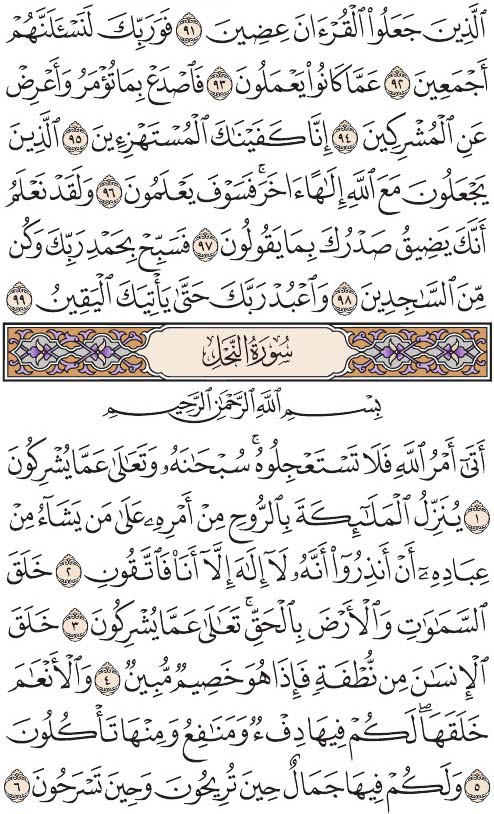 ٱلَّذِينَ جَعَلُوا۟ ٱلْقُرْءَانَ عِضِينَ ٩١ فَوَرَبِّكَ لَنَسْـَٔلَنَّهُمْ
أَجْمَعِينَ ٩٢ عَمَّا كَانُوا۟ يَعْمَلُونَ ٩٣ فَٱصْدَعْ بِمَا تُؤْمَرُ وَأَعْرِضْ
عَنِ ٱلْمُشْرِكِينَ ٩٤ إِنَّا كَفَيْنَـٰكَ ٱلْمُسْتَهْزِءِينَ ٩٥ ٱلَّذِينَ
يَجْعَلُونَ مَعَ ٱللَّهِ إِلَـٰهًا ءَاخَرَ ۚ فَسَوْفَ يَعْلَمُونَ ٩٦ وَلَقَدْ نَعْلَمُ
أَنَّكَ يَضِيقُ صَدْرُكَ بِمَا يَقُولُونَ ٩٧ فَسَبِّحْ بِحَمْدِ رَبِّكَ وَكُن
مِّنَ ٱلسَّـٰجِدِينَ ٩٨ وَٱعْبُدْ رَبَّكَ حَتَّىٰ يَأْتِيَكَ ٱلْيَقِينُ ٩٩
سُورَةُ النَّحْلِ
بِسْمِ ٱللَّهِ ٱلرَّحْمَـٰنِ ٱلرَّحِيمِ
أَتَىٰٓ أَمْرُ ٱللَّهِ فَلَا تَسْتَعْجِلُوهُ ۚ سُبْحَـٰنَهُۥ وَتَعَـٰلَىٰ عَمَّا يُشْرِكُونَ
١ يُنَزِّلُ ٱلْمَلَـٰٓئِكَةَ بِٱلرُّوحِ مِنْ أَمْرِهِۦ عَلَىٰ مَن يَشَآءُ مِنْ
عِبَادِهِۦٓ أَنْ أَنذِرُوٓا۟ أَنَّهُۥ لَآ إِلَـٰهَ إِلَّآ أَنَا۠ فَٱتَّقُونِ ٢ خَلَقَ
ٱلسَّمَـٰوَٰتِ وَٱلْأَرْضَ بِٱلْحَقِّ ۚ تَعَـٰلَىٰ عَمَّا يُشْرِكُونَ ٣ خَلَقَ
ٱلْإِنسَـٰنَ مِن نُّطْفَةٍ فَإِذَا هُوَ خَصِيمٌ مُّبِينٌ ٤ وَٱلْأَنْعَـٰمَ
خَلَقَهَا ۗ لَكُمْ فِيهَا دِفْءٌ وَمَنَـٰفِعُ وَمِنْهَا تَأْكُلُونَ
٥ وَلَكُمْ فِيهَا جَمَالٌ حِينَ تُرِيحُونَ وَحِينَ تَسْرَحُونَ ٦